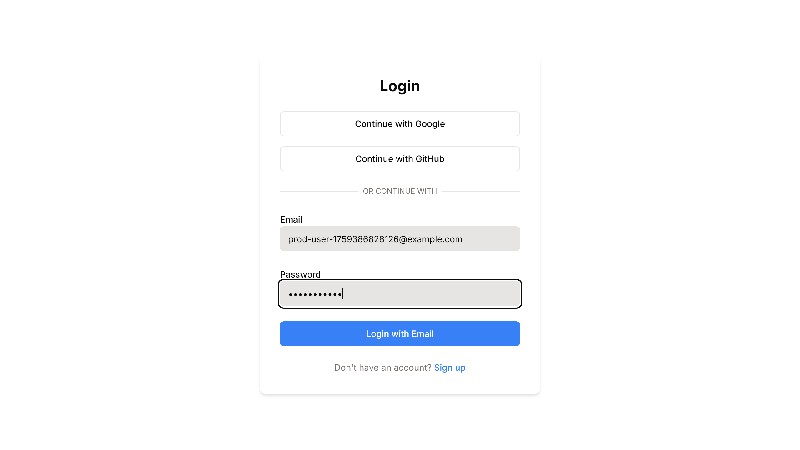 Login
Continue with Google
Continue with GitHub
OR CONTINUE WITH
Email
prod-user-1759386828126@example.com
Password
•••••••••••
Login with Email
Don't have an account? Sign up